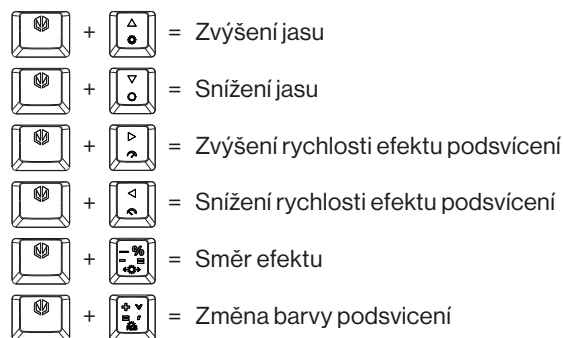 + = Zvýšení jasu
+ = Snížení jasu
+ = Zvýšení rychlosti efektu podsvícení
+ = Snížení rychlosti efektu podsvícení
+ – % - = = Směr efektu
+ = Změna barvy podsvicení